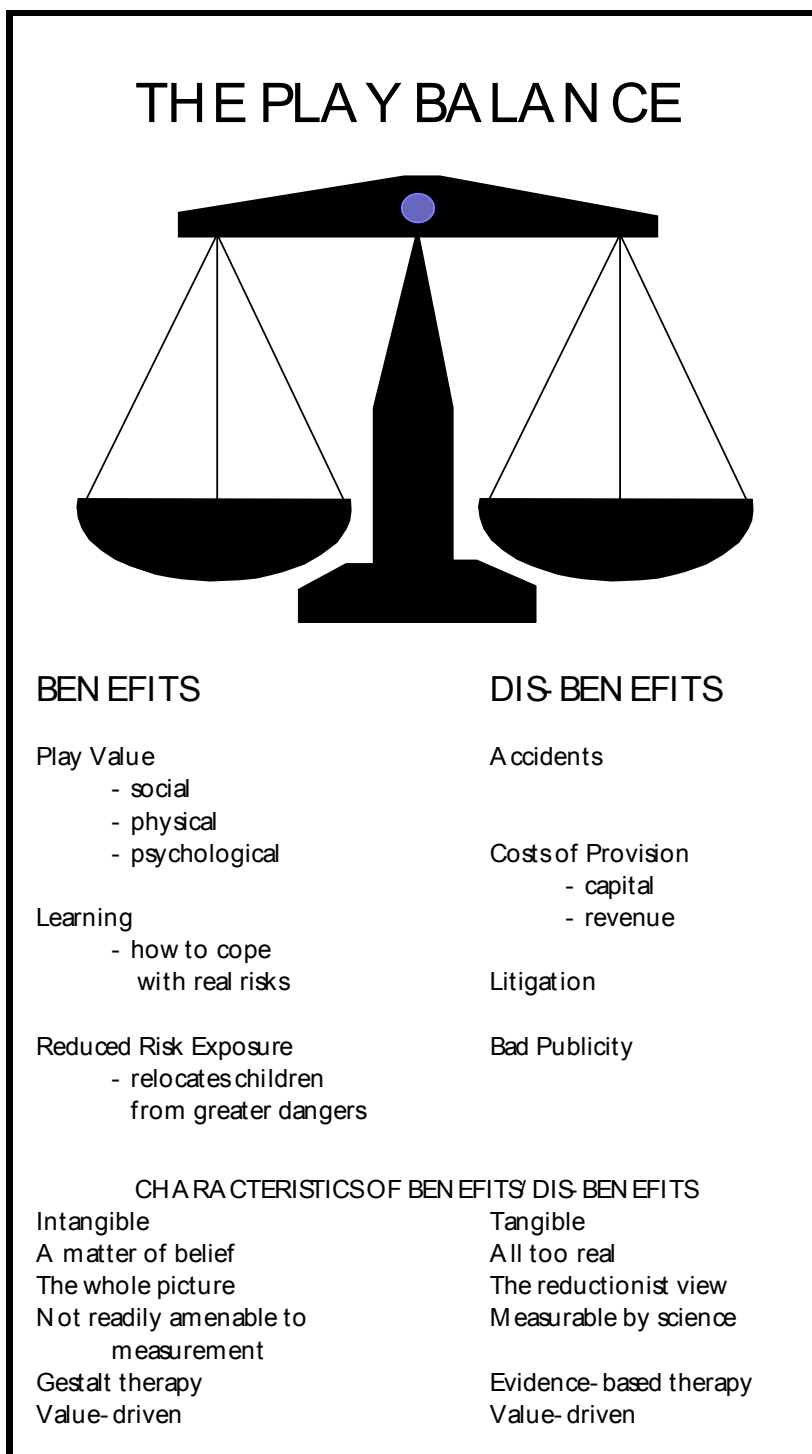 THE PLAY BALANCE
BENEFITS
Play Value
- social
- physical
- psychological
Learning
- how to cope
with real risks
Reduced Risk Exposure
- relocates children
from greater dangers
DIS-BENEFITS
Accidents
Costs of Provision
- capital
- revenue
Litigation
Bad Publicity
CHARACTERISTICS OF BENEFITS/DIS-BENEFITS
Intangible
A matter of belief
The whole picture
Not readily amenable to
measurement
Gestalt therapy
Value-driven
Tangible
All too real
The reductionist view
Measurable by science
Evidence-based therapy
Value-driven